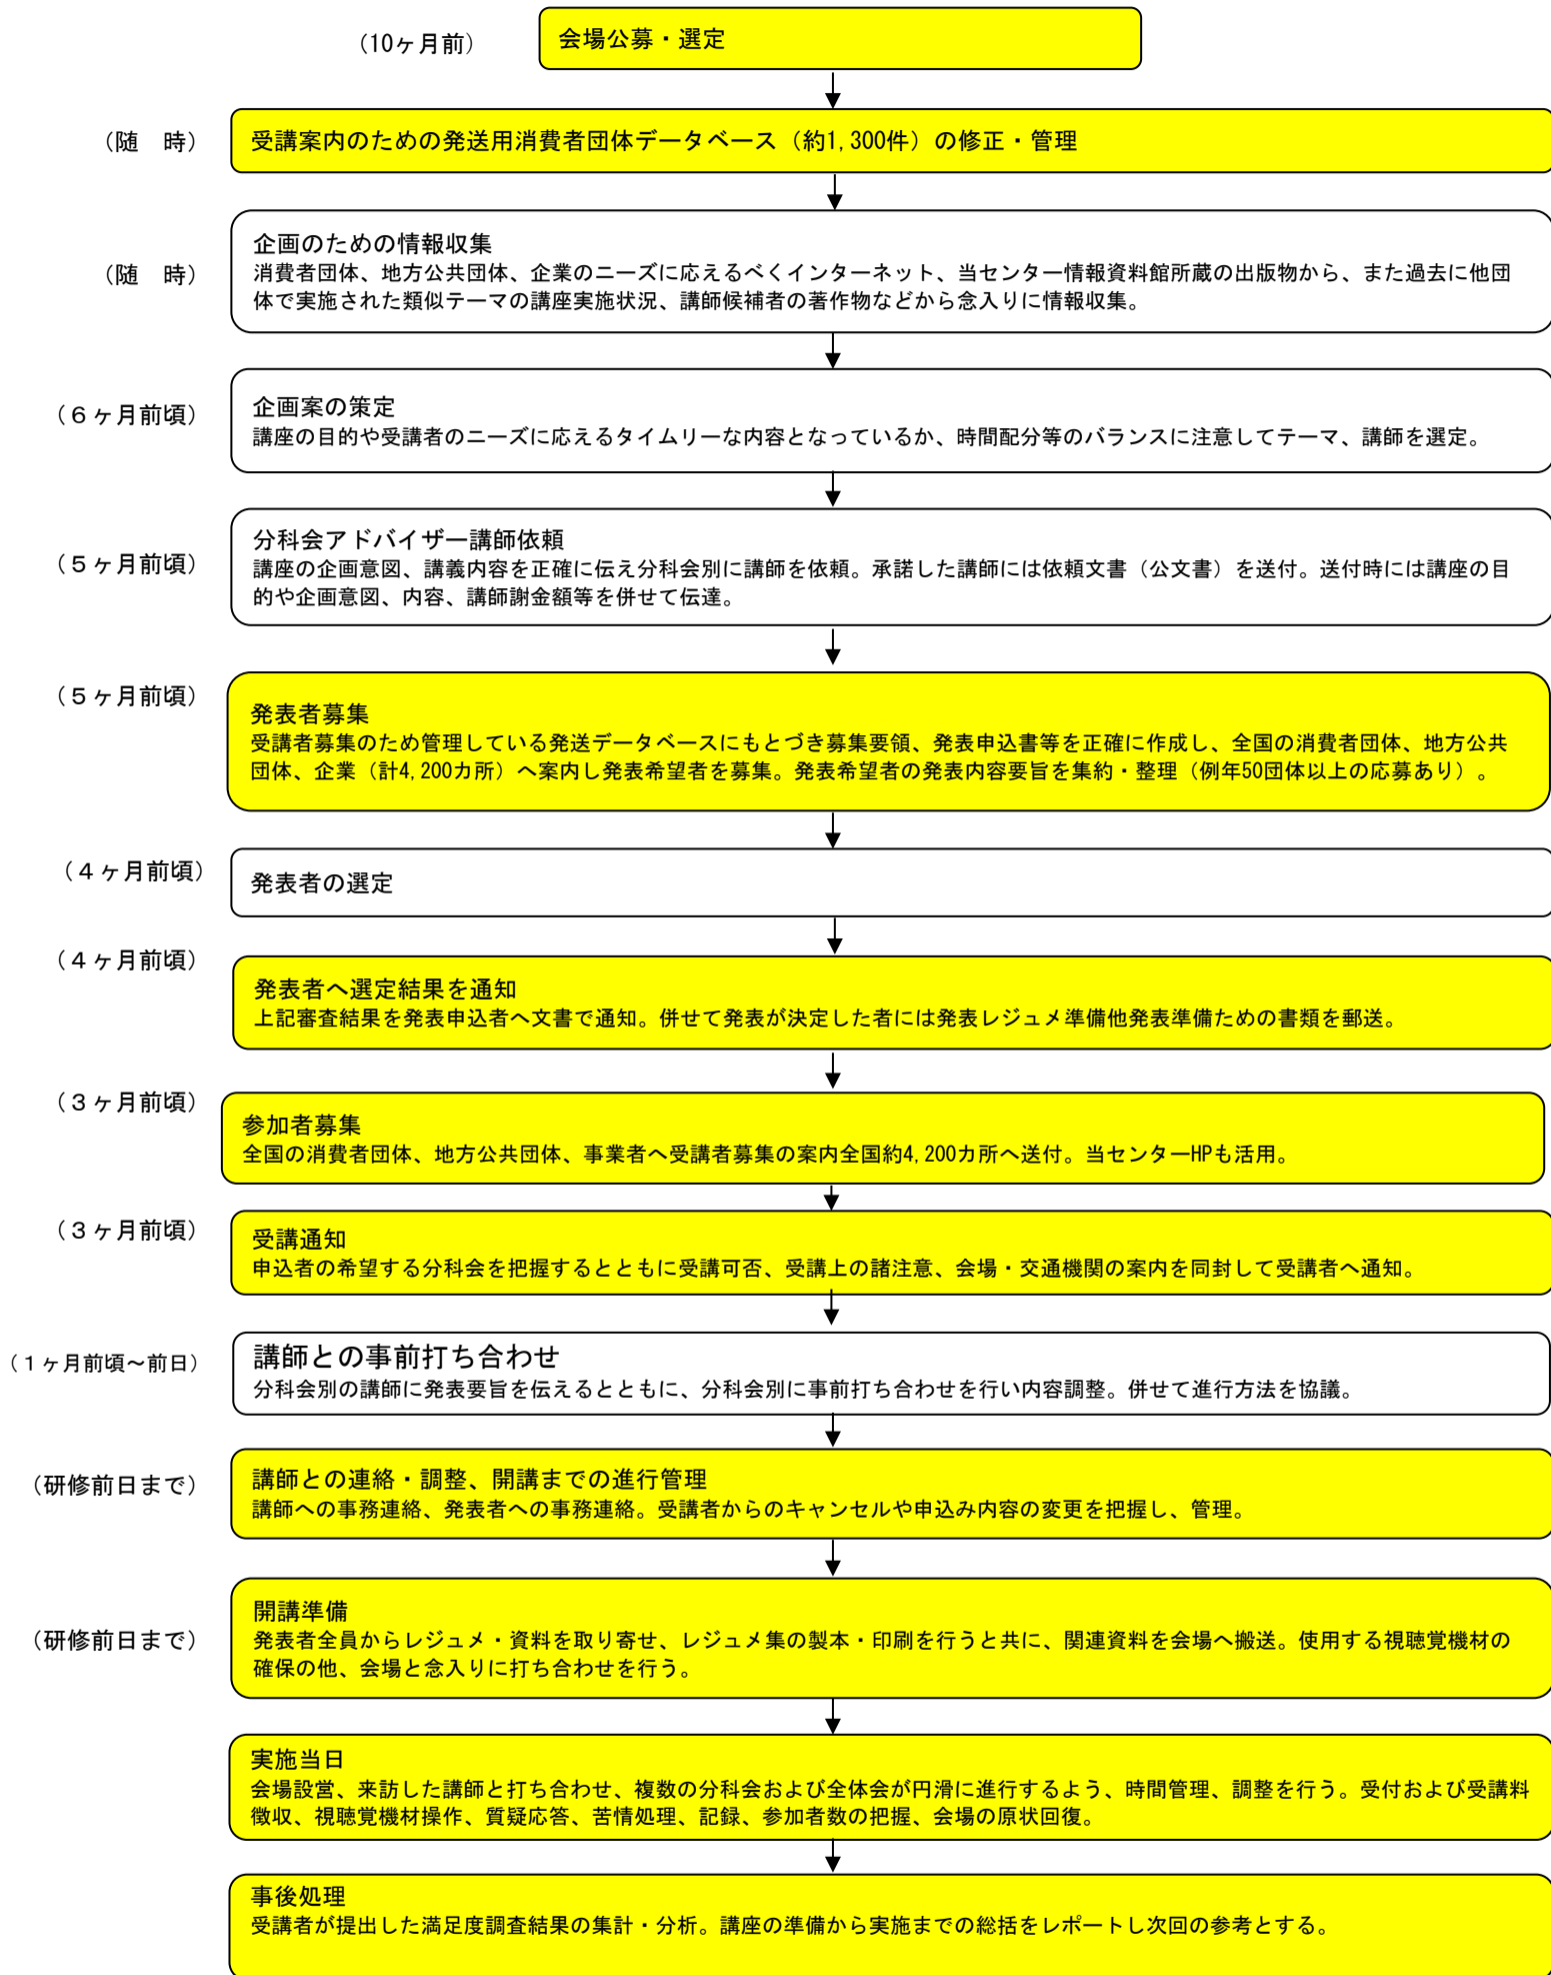 （10ヶ月前）
会場公募・選定
（随　時）
受講案内のための発送用消費者団体データベース（約1,300件）の修正・管理
（随　時）
企画のための情報収集
消費者団体、地方公共団体、企業のニーズに応えるべくインターネット、当センター情報資料館所蔵の出版物から、また過去に他団
体で実施された類似テーマの講座実施状況、講師候補者の著作物などから念入りに情報収集。
（６ヶ月前頃）
企画案の策定
講座の目的や受講者のニーズに応えるタイムリーな内容となっているか、時間配分等のバランスに注意してテーマ、講師を選定。
（５ヶ月前頃）
分科会アドバイザー講師依頼
講座の企画意図、講義内容を正確に伝え分科会別に講師を依頼。承諾した講師には依頼文書（公文書）を送付。送付時には講座の目
的や企画意図、内容、講師謝金額等を併せて伝達。
（５ヶ月前頃）
発表者募集
受講者募集のため管理している発送データベースにもとづき募集要領、発表申込書等を正確に作成し、全国の消費者団体、地方公共
団体、企業（計4,200カ所）へ案内し発表希望者を募集。発表希望者の発表内容要旨を集約・整理（例年50団体以上の応募あり）。
（４ヶ月前頃）
発表者の選定
（４ヶ月前頃）
発表者へ選定結果を通知
上記審査結果を発表申込者へ文書で通知。併せて発表が決定した者には発表レジュメ準備他発表準備ための書類を郵送。
（３ヶ月前頃）
参加者募集
全国の消費者団体、地方公共団体、事業者へ受講者募集の案内全国約4,200カ所へ送付。当センターHPも活用。
（３ヶ月前頃）
受講通知
申込者の希望する分科会を把握するとともに受講可否、受講上の諸注意、会場・交通機関の案内を同封して受講者へ通知。
（１ヶ月前頃～前日）
講師との事前打ち合わせ
分科会別の講師に発表要旨を伝えるとともに、分科会別に事前打ち合わせを行い内容調整。併せて進行方法を協議。
（研修前日まで）
講師との連絡・調整、開講までの進行管理
講師への事務連絡、発表者への事務連絡。受講者からのキャンセルや申込み内容の変更を把握し、管理。
（研修前日まで）
開講準備
発表者全員からレジュメ・資料を取り寄せ、レジュメ集の製本・印刷を行うと共に、関連資料を会場へ搬送。使用する視聴覚機材の
確保の他、会場と念入りに打ち合わせを行う。
実施当日
会場設営、来訪した講師と打ち合わせ、複数の分科会および全体会が円滑に進行するよう、時間管理、調整を行う。受付および受講料
徴収、視聴覚機材操作、質疑応答、苦情処理、記録、参加者数の把握、会場の原状回復。
事後処理
受講者が提出した満足度調査結果の集計・分析。講座の準備から実施までの総括をレポートし次回の参考とする。